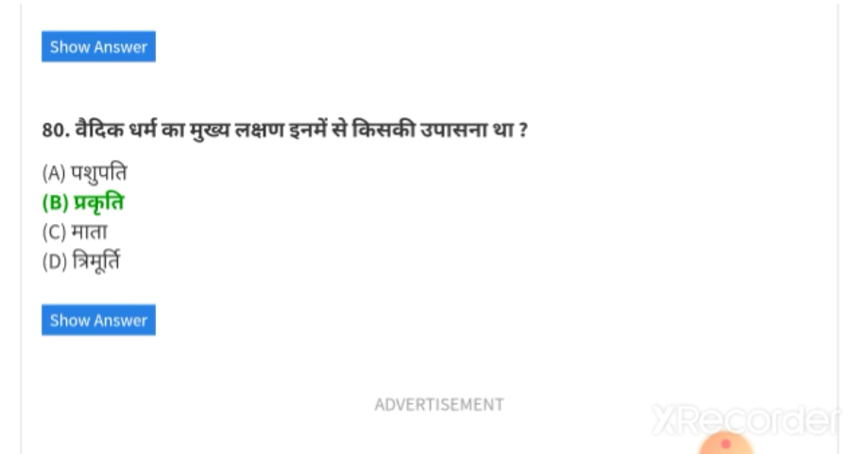 Show Answer
80. वैदिक धर्म का मुख्य लक्षण इनमें से किसकी उपासना था ?
(A) पशुपति
(B) प्रकृति
(C) माता
(D) त्रिमूर्ति
Show Answer
ADVERTISEMENT
XRecorder